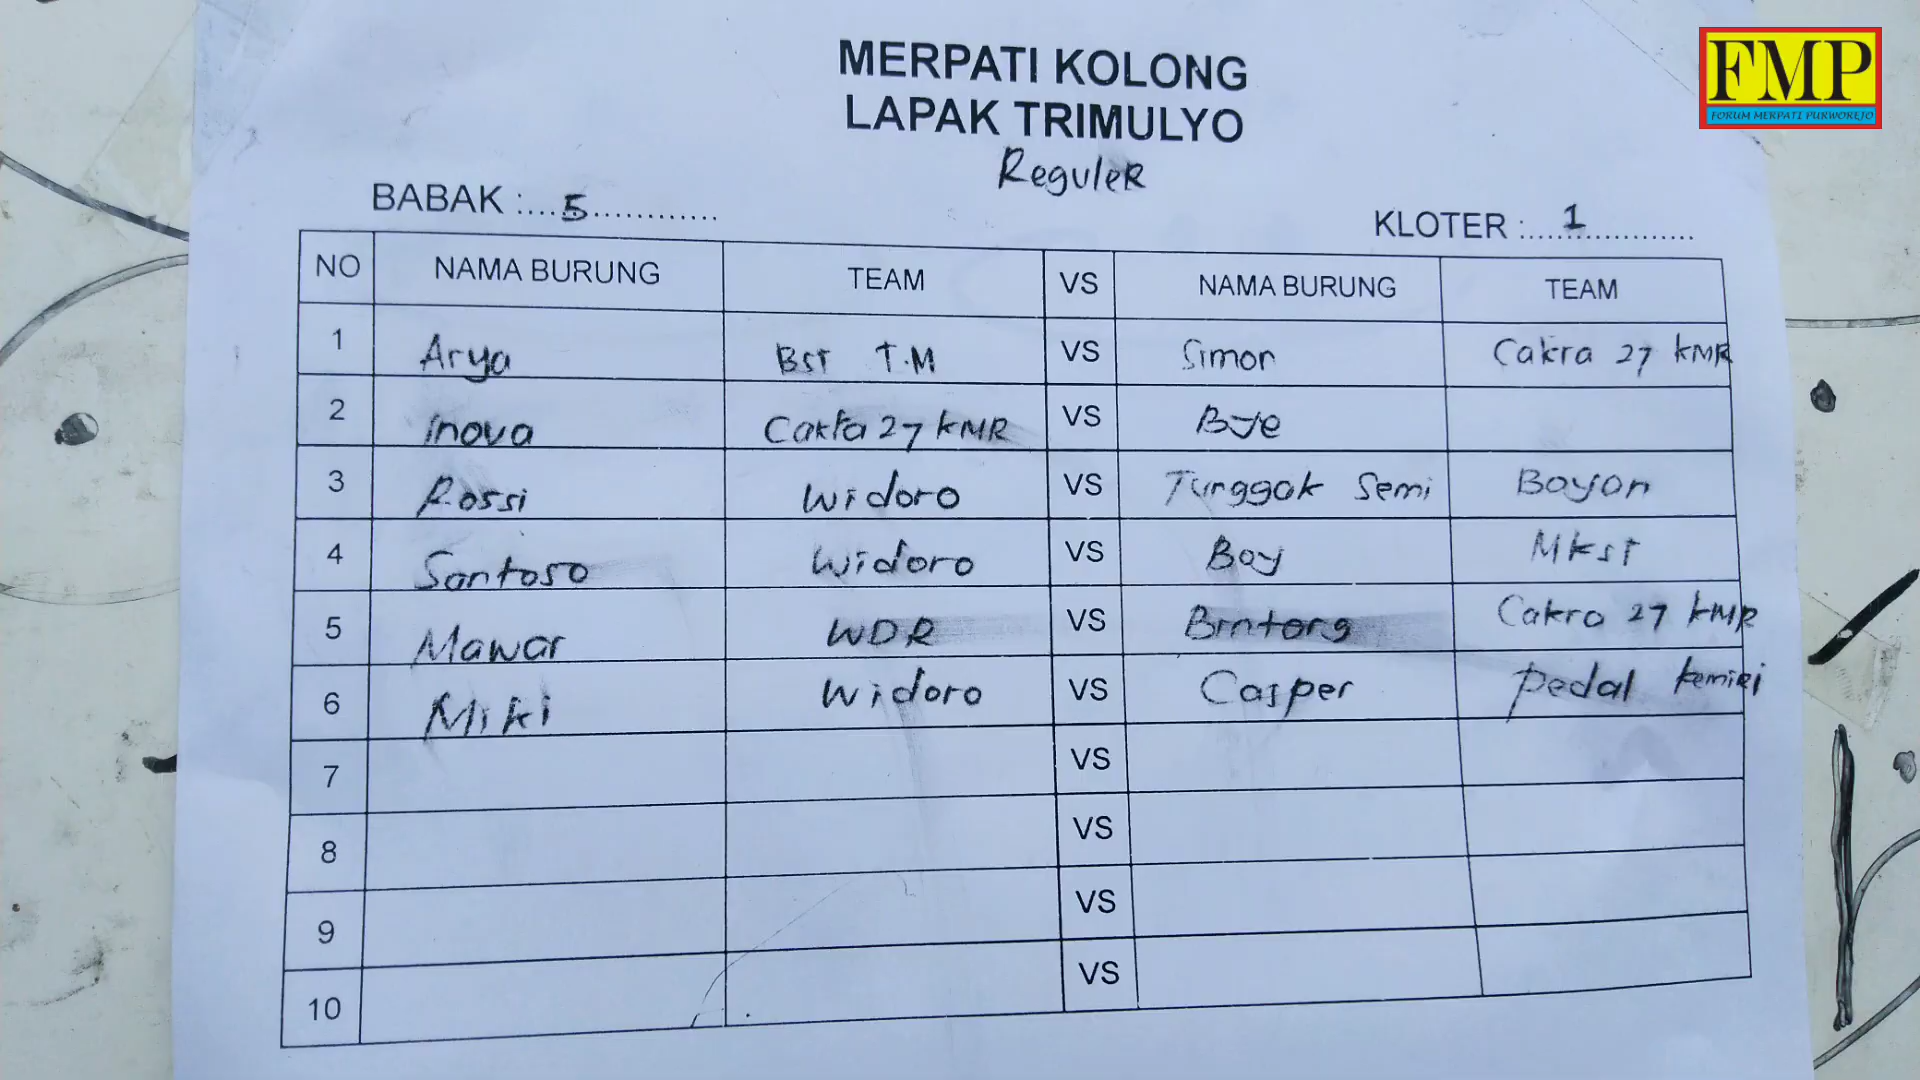 FMP
FORUM MERPATI PURWOREJO
MERPATI KOLONG
LAPAK TRIMULYO
ReguleR
BABAK : 5
KLOTER : 1
NO NAMA BURUNG TEAM VS NAMA BURUNG TEAM
1 Arya BST T.M VS Simon Cakra 27 KMR
2 Inova Cakra 27 KMR VS Bye
3 Rossi Widoro VS Tunggak Semi Boyan
4 Santoso Widoro VS Boy MKST
5 Mawar WDR VS Bintang Cakra 27 KMR
6 Miki Widoro VS Casper Pedal Kemiri
7 VS
8 VS
9 VS
10 VS